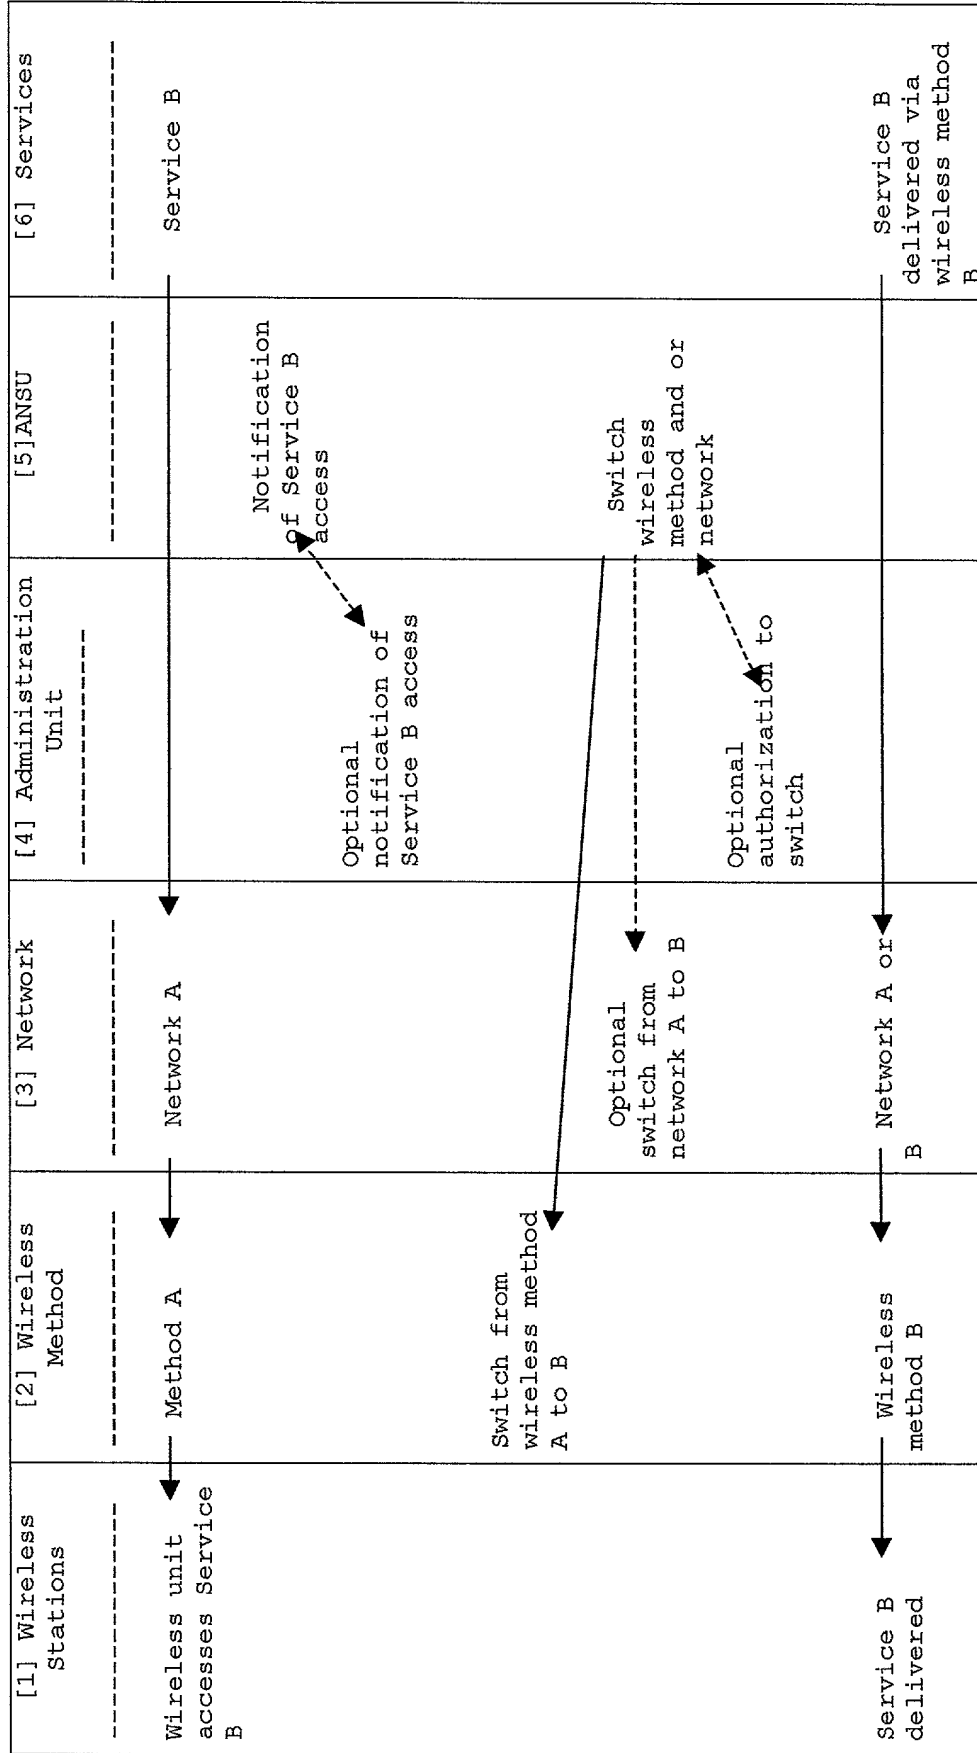 [1] Wireless
Stations
[2] Wireless
Method
[3] Network
[4] Administration
Unit
[5]ANSU
[6] Services
Wireless unit
accesses Service
B
Method A
Network A
Service B
Notification
of Service B
access
Optional
notification of
Service B access
Switch from
wireless method
A to B
Optional
switch from
network A to B
Switch
wireless
method and or
network
Optional
authorization to
switch
Service B
delivered
Wireless
method B
Network A or
B
Service B
delivered via
wireless method
B